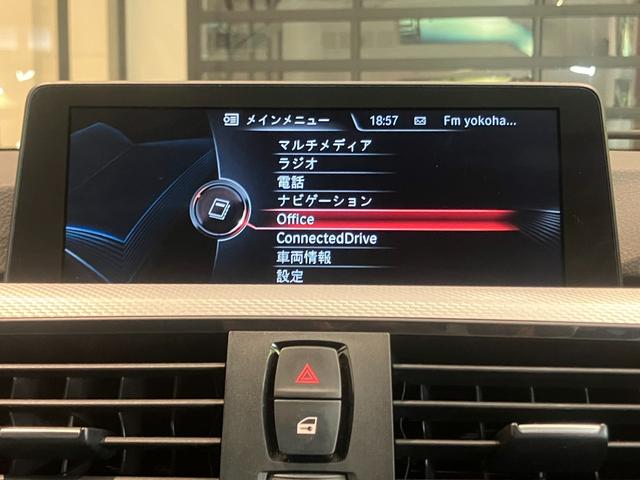 メインメニュー 18:57 Fm yokoha...
マルチメディア
ラジオ
電話
ナビゲーション
Office
ConnectedDrive
車両情報
設定